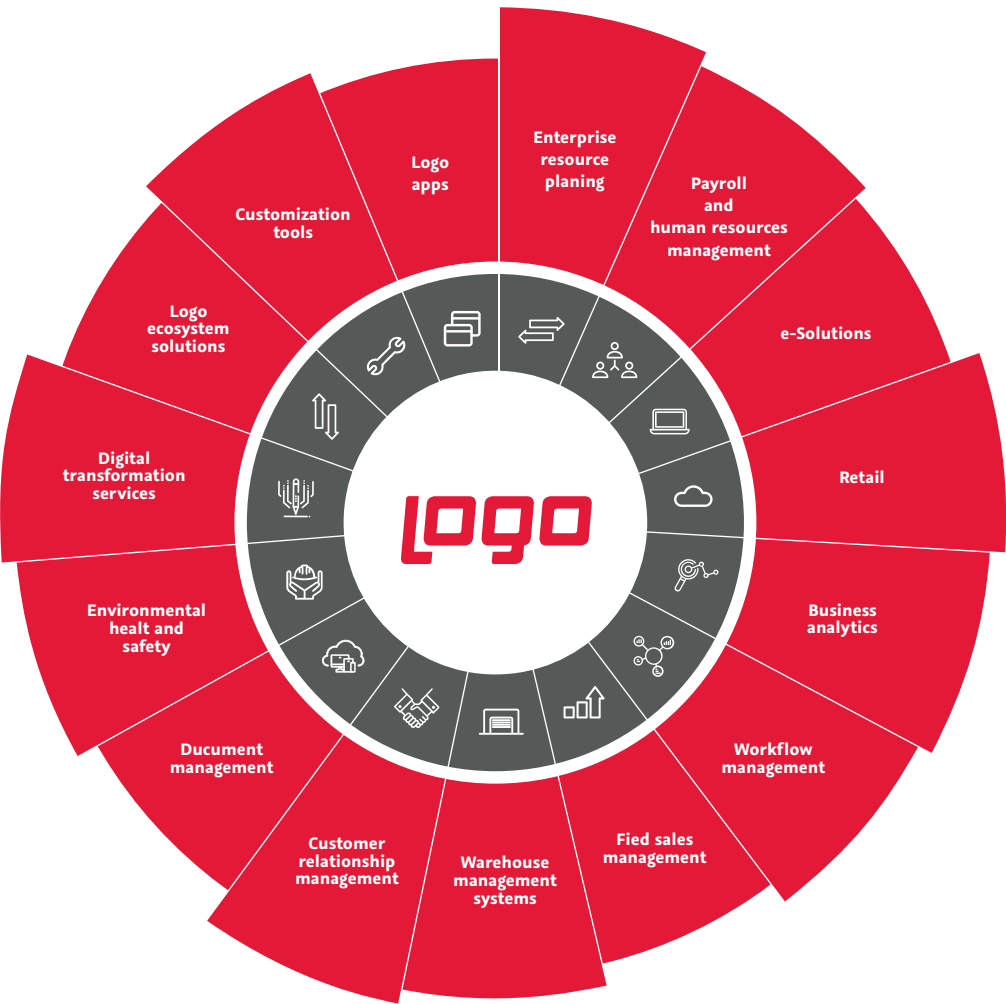 Enterprise
resource
planing
Payroll
and
human resources
management
e-Solutions
Retail
Business
analytics
Workflow
management
Fied sales
management
Warehouse
management
systems
Customer
relationship
management
Ducument
management
Environmental
healt and
safety
Digital
transformation
services
Logo
ecosystem
solutions
Customization
tools
Logo
apps
LOGO